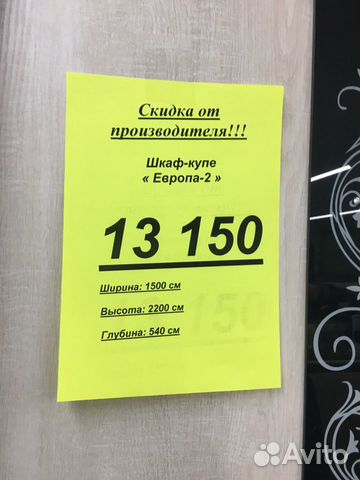 Скидка от
производителя!!!
Шкаф-купе
« Европа-2 »
13 150
Ширина: 1500 см
Высота: 2200 см
Глубина: 540 см
Avito